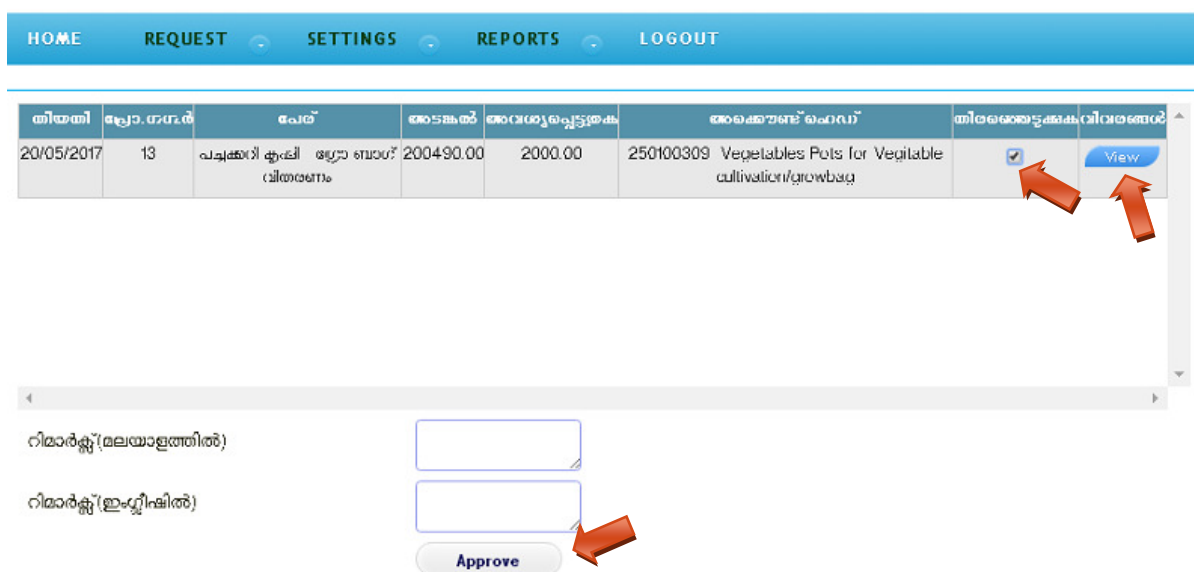 HOME REQUEST SETTINGS REPORTS LOGOUT
തിയതി പ്രോ.നമ്പർ പേര് അടങ്കൽ അവശ്യപ്പെട്ടതുക അക്കൌണ്ട് ഹെഡ് തിരഞ്ഞെടുക്കുക വിവരങ്ങൾ
20/05/2017 13 പച്ചക്കറി കൃഷി ഗ്രോ ബാഗ് 200490.00 2000.00 250100309 Vegetables Pots for Vegitable View
വിതരണം cultivation/growbag
റിമാർക്സ്(മലയാളത്തിൽ)
റിമാർക്സ്(ഇംഗ്ലീഷിൽ)
Approve